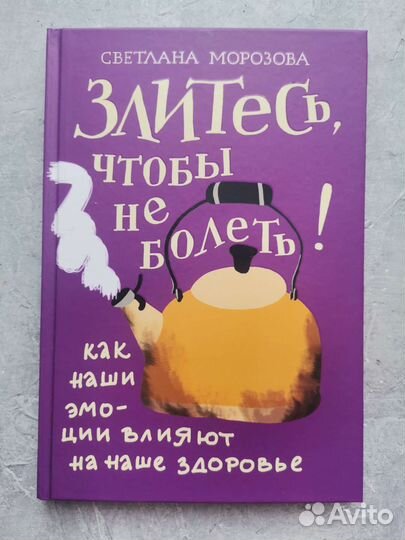 СВЕТЛАНА МОРОЗОВА
ЗЛИТЕСЬ,
ЧТОБЫ
НЕ
БОЛЕТЬ!
как
наши
эмо-
ции влияют
на наше здоровье
Avito